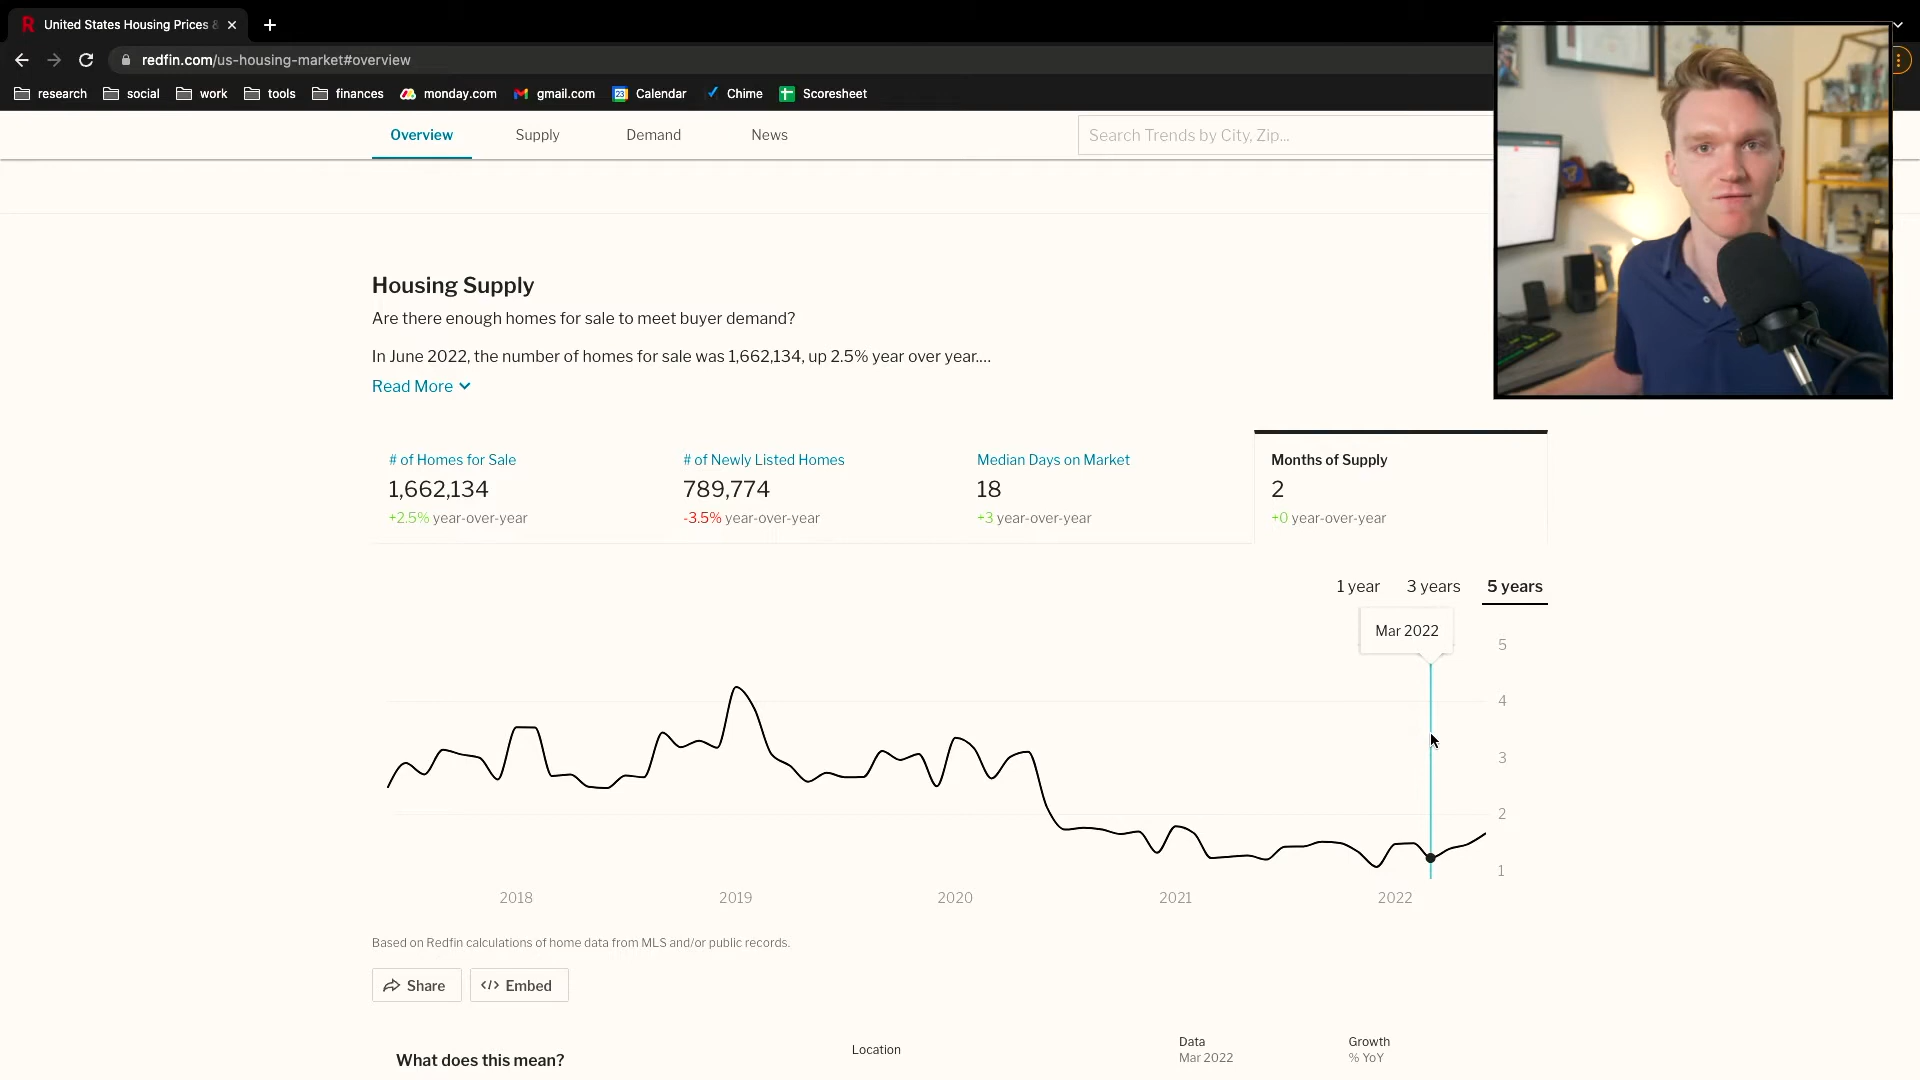 United States Housing Prices &
redfin.com/us-housing-market#overview
research social work tools finances monday.com gmail.com 23 Calendar Chime Scoresheet
Overview Supply Demand News Search Trends by City, Zip...
Housing Supply
Are there enough homes for sale to meet buyer demand?
In June 2022, the number of homes for sale was 1,662,134, up 2.5% year over year....
Read More
# of Homes for Sale
1,662,134
+2.5% year-over-year
# of Newly Listed Homes
789,774
-3.5% year-over-year
Median Days on Market
18
+3 year-over-year
Months of Supply
2
+0 year-over-year
1 year 3 years 5 years
Mar 2022
5
4
3
2
1
2018 2019 2020 2021 2022
Based on Redfin calculations of home data from MLS and/or public records.
Share </> Embed
What does this mean?
Location
Data
Mar 2022
Growth
% YoY